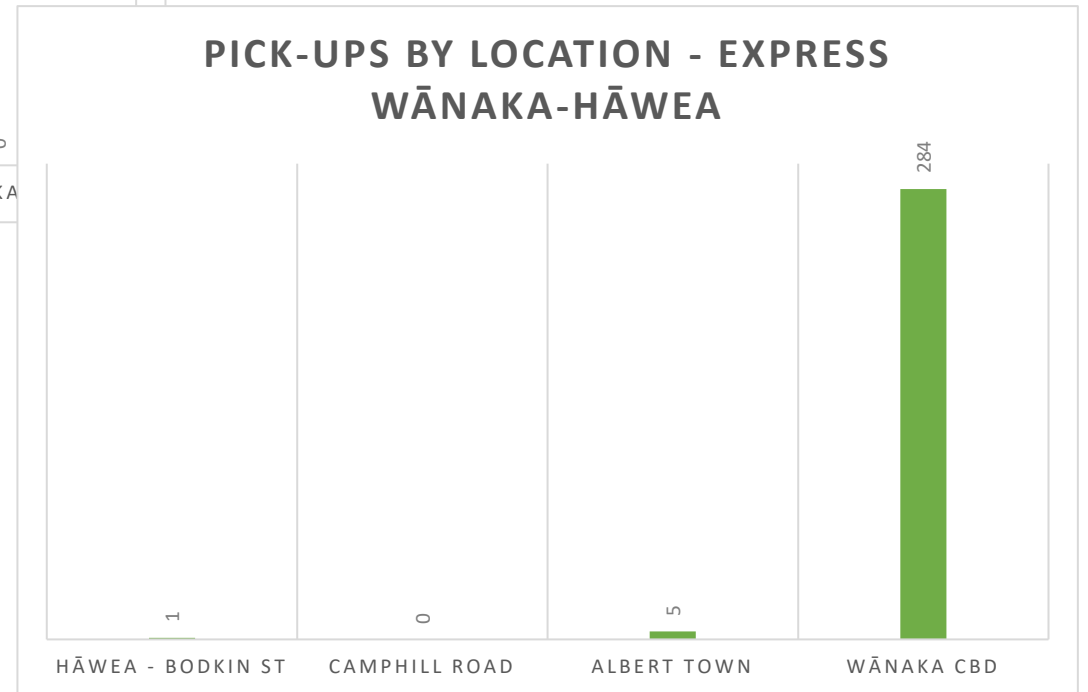 PICK-UPS BY LOCATION - EXPRESS
WĀNAKA-HĀWEA
284
1
0
5
HĀWEA - BODKIN ST
CAMPHILL ROAD
ALBERT TOWN
WĀNAKA CBD